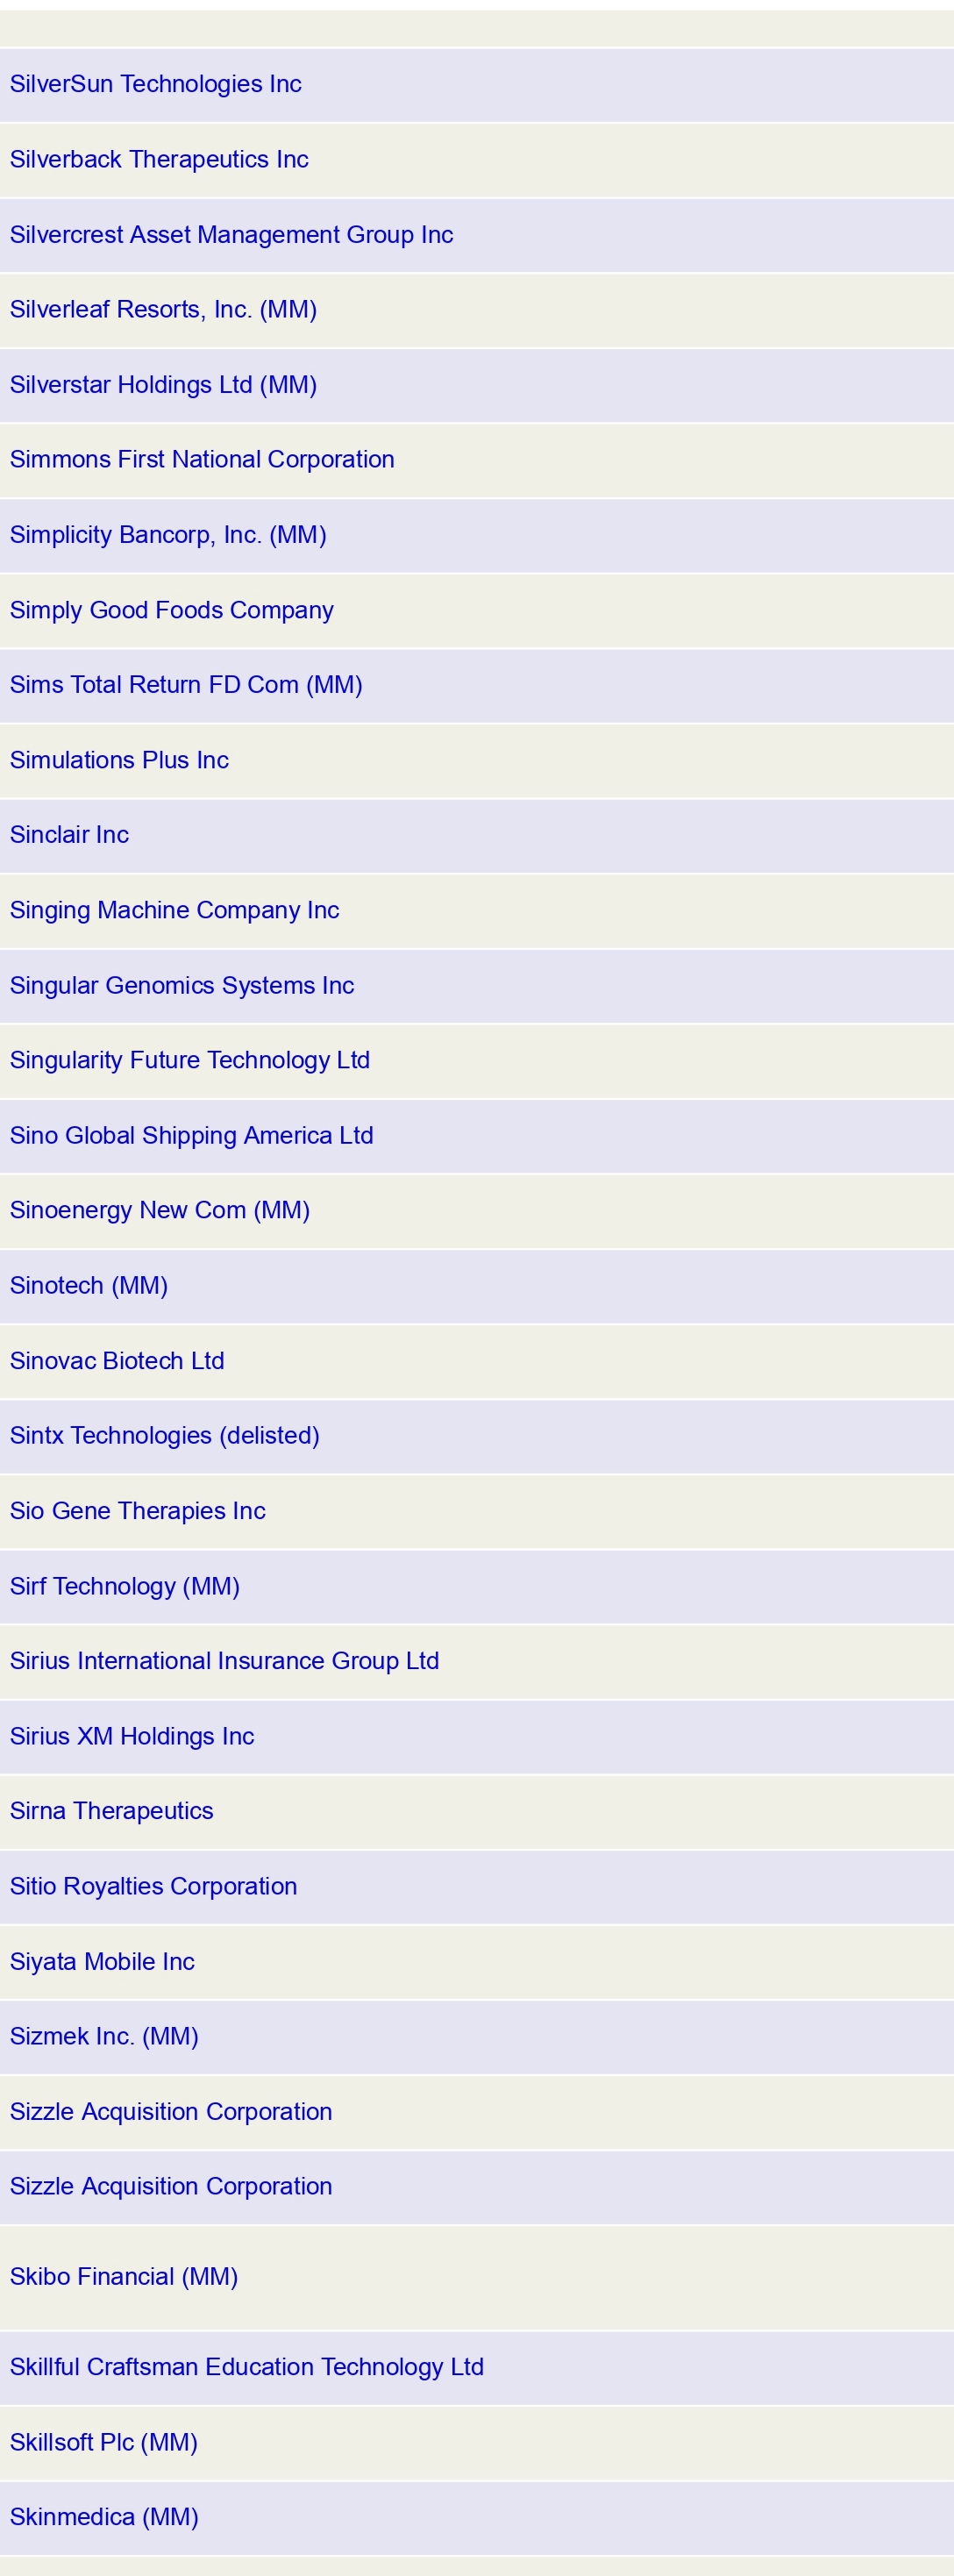 SilverSun Technologies Inc
Silverback Therapeutics Inc
Silvercrest Asset Management Group Inc
Silverleaf Resorts, Inc. (MM)
Silverstar Holdings Ltd (MM)
Simmons First National Corporation
Simplicity Bancorp, Inc. (MM)
Simply Good Foods Company
Sims Total Return FD Com (MM)
Simulations Plus Inc
Sinclair Inc
Singing Machine Company Inc
Singular Genomics Systems Inc
Singularity Future Technology Ltd
Sino Global Shipping America Ltd
Sinoenergy New Com (MM)
Sinotech (MM)
Sinovac Biotech Ltd
Sintx Technologies (delisted)
Sio Gene Therapies Inc
Sirf Technology (MM)
Sirius International Insurance Group Ltd
Sirius XM Holdings Inc
Sirna Therapeutics
Sitio Royalties Corporation
Siyata Mobile Inc
Sizmek Inc. (MM)
Sizzle Acquisition Corporation
Sizzle Acquisition Corporation
Skibo Financial (MM)
Skillful Craftsman Education Technology Ltd
Skillsoft Plc (MM)
Skinmedica (MM)